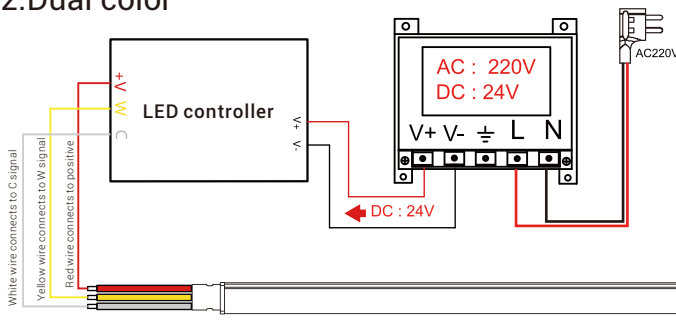 2.Dual color
+V
W
C
LED controller
V+
V-
AC : 220V
DC : 24V
V+ V- ⏚ L N
AC220V
DC : 24V
White wire connects to C signal
Yellow wire connects to W signal
Red wire connects to positive